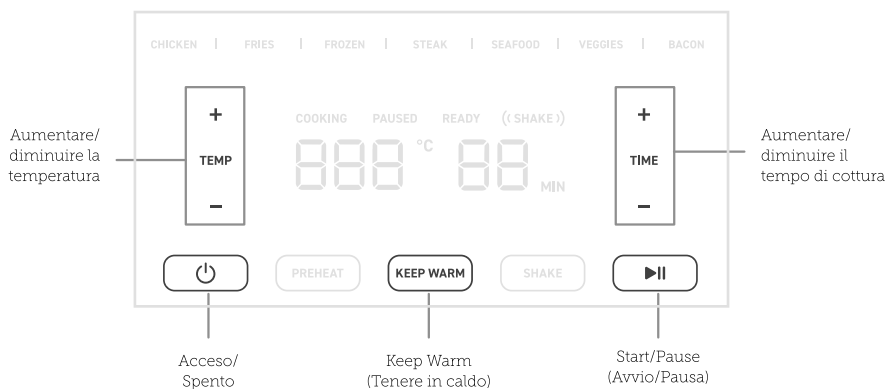 CHICKEN | FRIES | FROZEN | STEAK | SEAFOOD | VEGGIES | BACON
+
TEMP
−
COOKING PAUSED READY ((SHAKE))
888 °C 88 MIN
+
TIME
−
Aumentare/
diminuire la
temperatura
Aumentare/
diminuire il
tempo di cottura
PREHEAT KEEP WARM SHAKE
Acceso/
Spento
Keep Warm
(Tenere in caldo)
Start/Pause
(Avvio/Pausa)